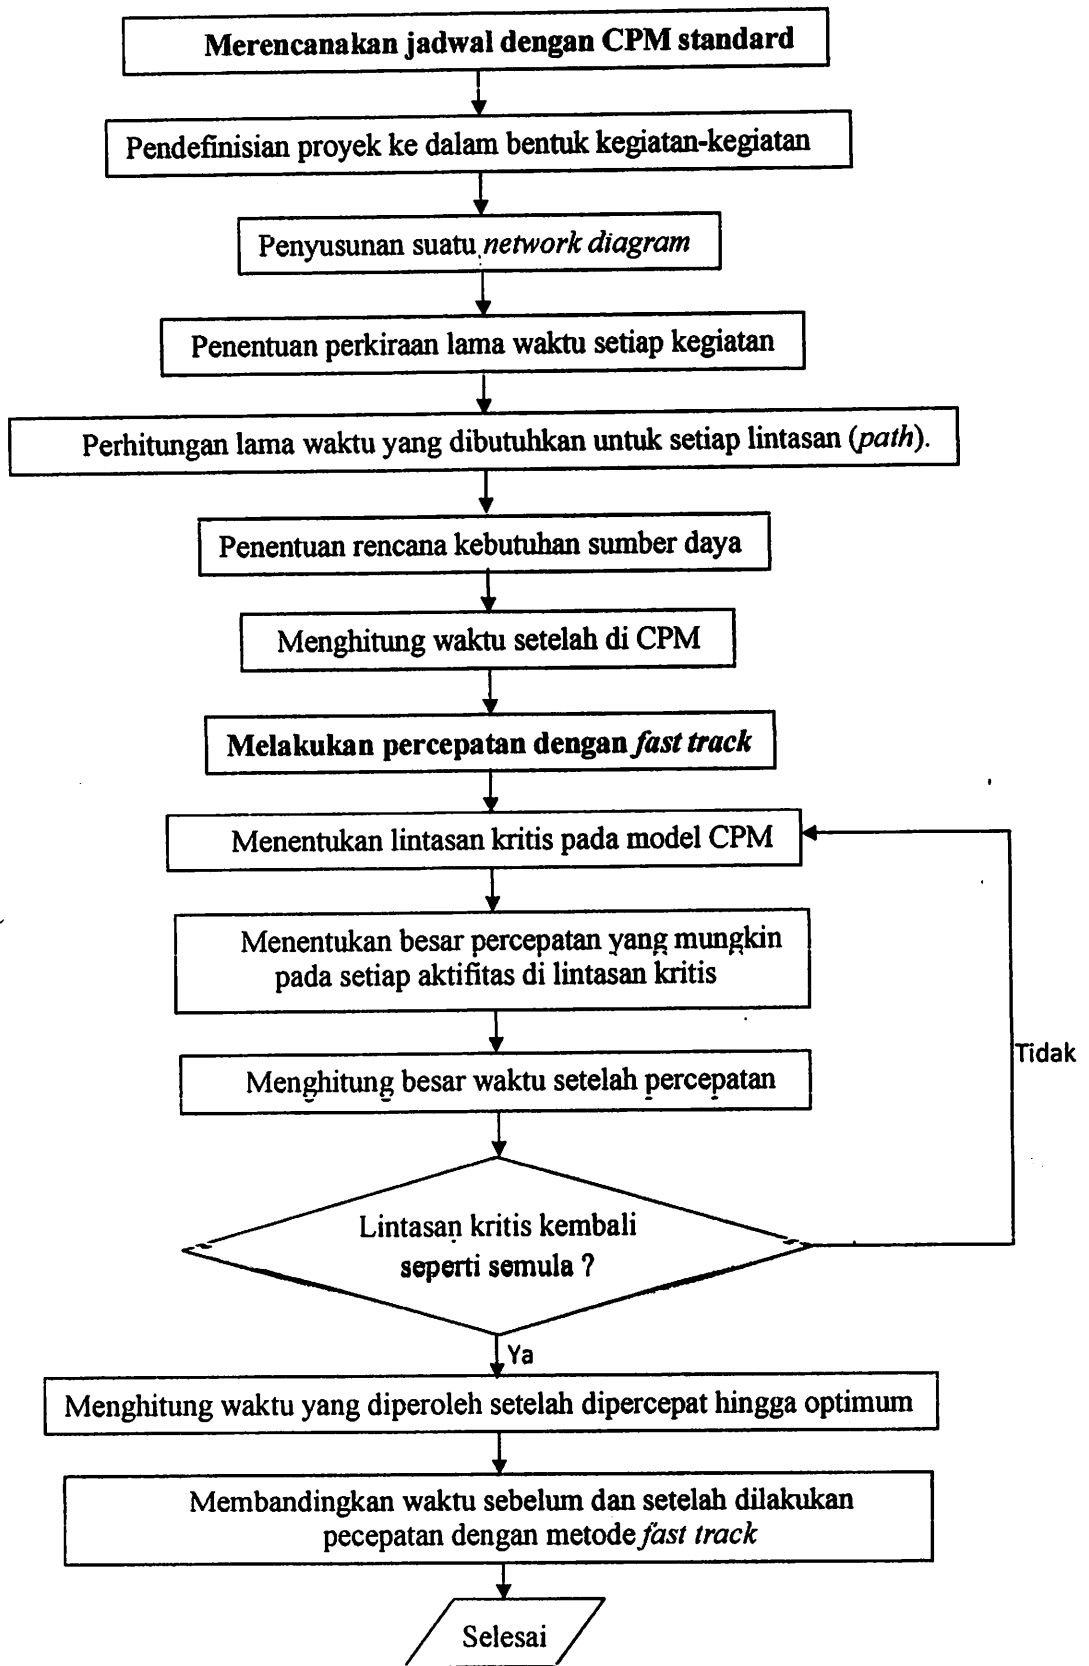 Merencanakan jadwal dengan CPM standard
Pendefinisian proyek ke dalam bentuk kegiatan-kegiatan
Penyusunan suatu network diagram
Penentuan perkiraan lama waktu setiap kegiatan
Perhitungan lama waktu yang dibutuhkan untuk setiap lintasan (path).
Penentuan rencana kebutuhan sumber daya
Menghitung waktu setelah di CPM
Melakukan percepatan dengan fast track
Menentukan lintasan kritis pada model CPM
Menentukan besar percepatan yang mungkin
pada setiap aktifitas di lintasan kritis
Tidak
Menghitung besar waktu setelah percepatan
Lintasan kritis kembali
seperti semula ?
Ya
Menghitung waktu yang diperoleh setelah dipercepat hingga optimum
Membandingkan waktu sebelum dan setelah dilakukan
pecepatan dengan metode fast track
Selesai